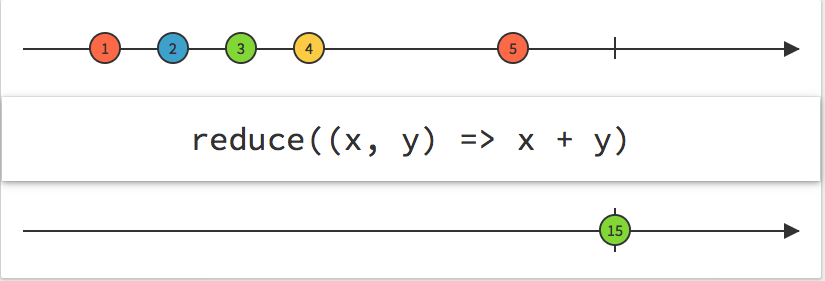 1 2 3 4 5
reduce((x, y) => x + y)
15